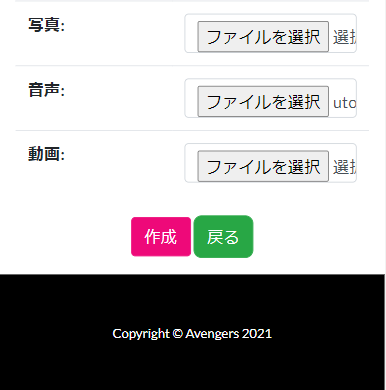 写真:
ファイルを選択 選択
音声:
ファイルを選択 uto
動画:
ファイルを選択 選択
作成 戻る
Copyright © Avengers 2021